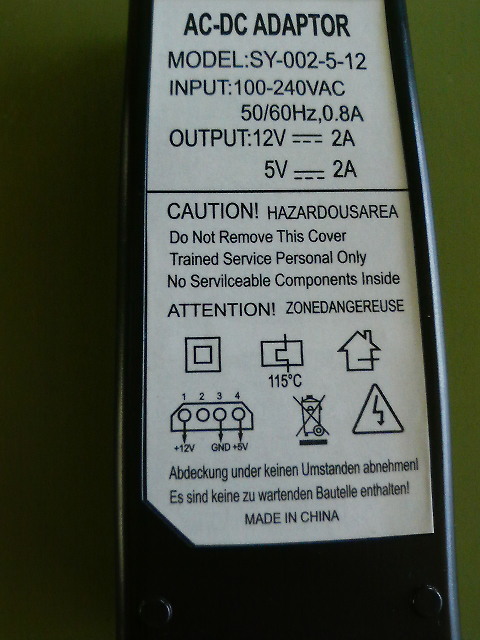 AC-DC ADAPTOR
MODEL:SY-002-5-12
INPUT:100-240VAC
50/60Hz,0.8A
OUTPUT:12V ⎓ 2A
5V ⎓ 2A
CAUTION! HAZARDOUSAREA
Do Not Remove This Cover
Trained Service Personal Only
No Servilceable Components Inside
ATTENTION! ZONEDANGEREUSE
115°C
1 2 3 4
+12V GND +5V
Abdeckung under keinen Umstanden abnehmen!
Es sind keine zu wartenden Bautelle enthalten!
MADE IN CHINA